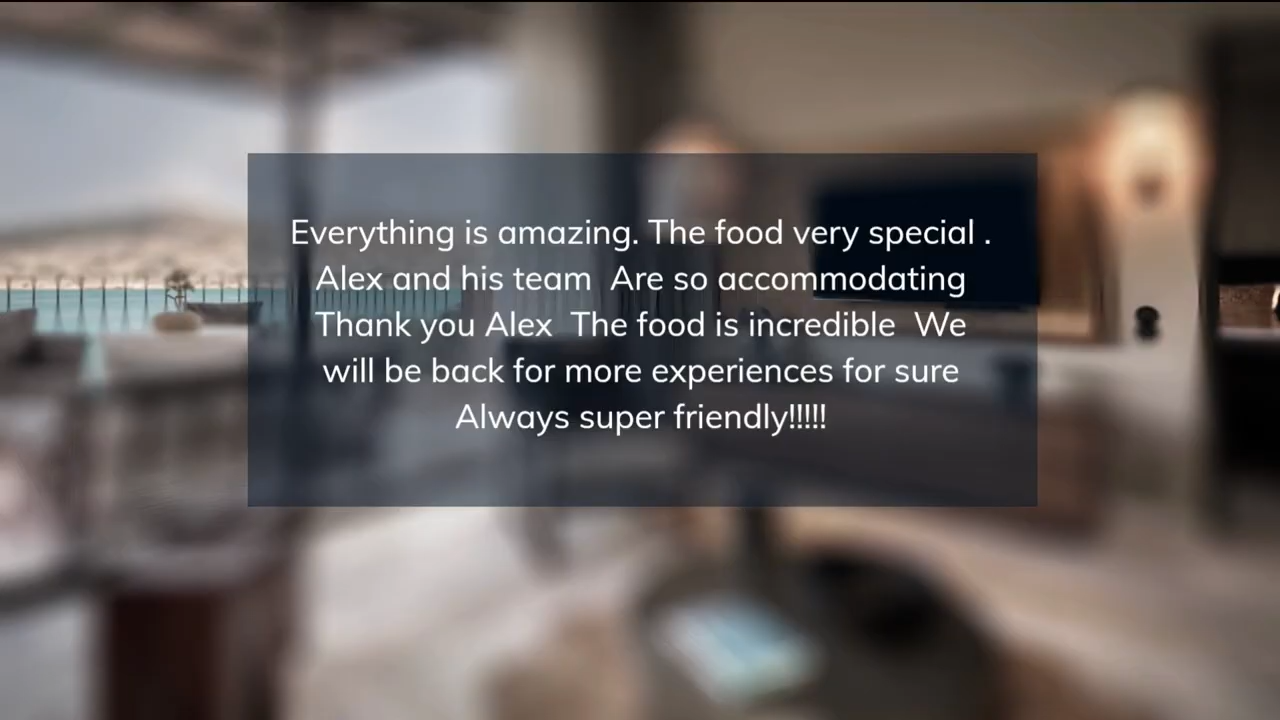 Everything is amazing. The food very special .
Alex and his team  Are so accommodating
Thank you Alex  The food is incredible  We
will be back for more experiences for sure
Always super friendly!!!!!